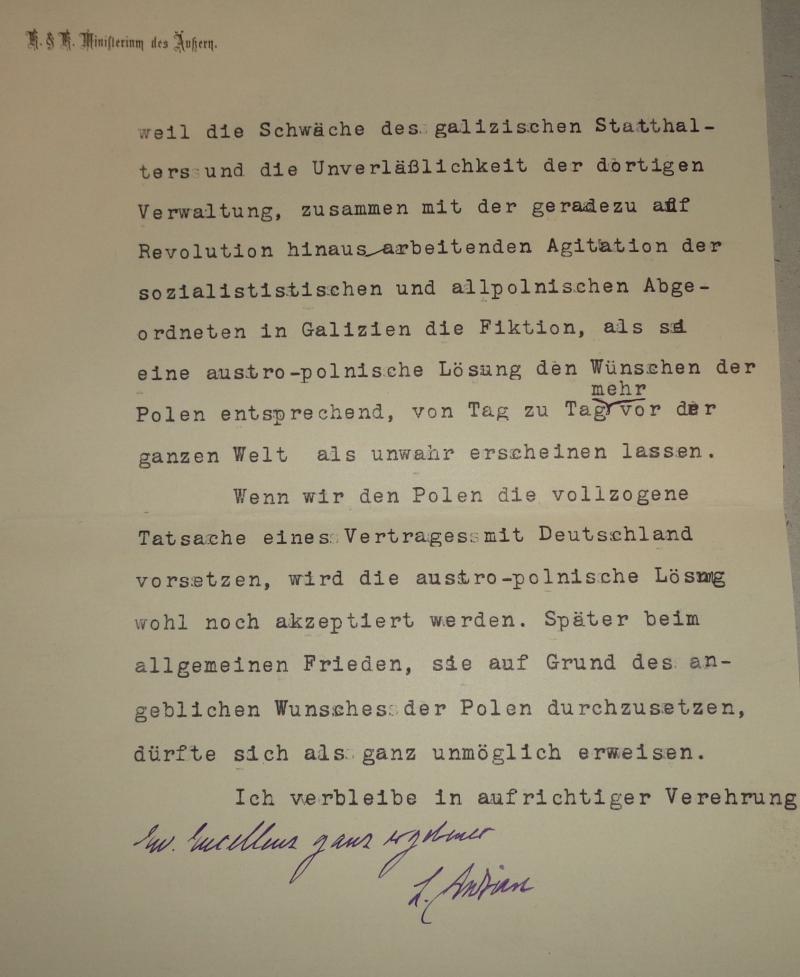 K. & K. Ministerium des Äußern.
weil die Schwäche des galizischen Statthal-
ters und die Unverläßlichkeit der dortigen
Verwaltung, zusammen mit der geradezu auf
Revolution hinaus arbeitenden Agitation der
sozialististischen und allpolnischen Abge-
ordneten in Galizien die Fiktion, als sei
eine austro-polnische Lösung den Wünschen der
mehr
Polen entsprechend, von Tag zu Tag vor der
ganzen Welt als unwahr erscheinen lassen.
Wenn wir den Polen die vollzogene
Tatsache eines Vertrages mit Deutschland
vorsetzen, wird die austro-polnische Lösung
wohl noch akzeptiert werden. Später beim
allgemeinen Frieden, sie auf Grund des an-
geblichen Wunsches der Polen durchzusetzen,
dürfte sich als ganz unmöglich erweisen.
Ich verbleibe in aufrichtiger Verehrung
Ew. Excellenz ganz ergebener
L. Andrian